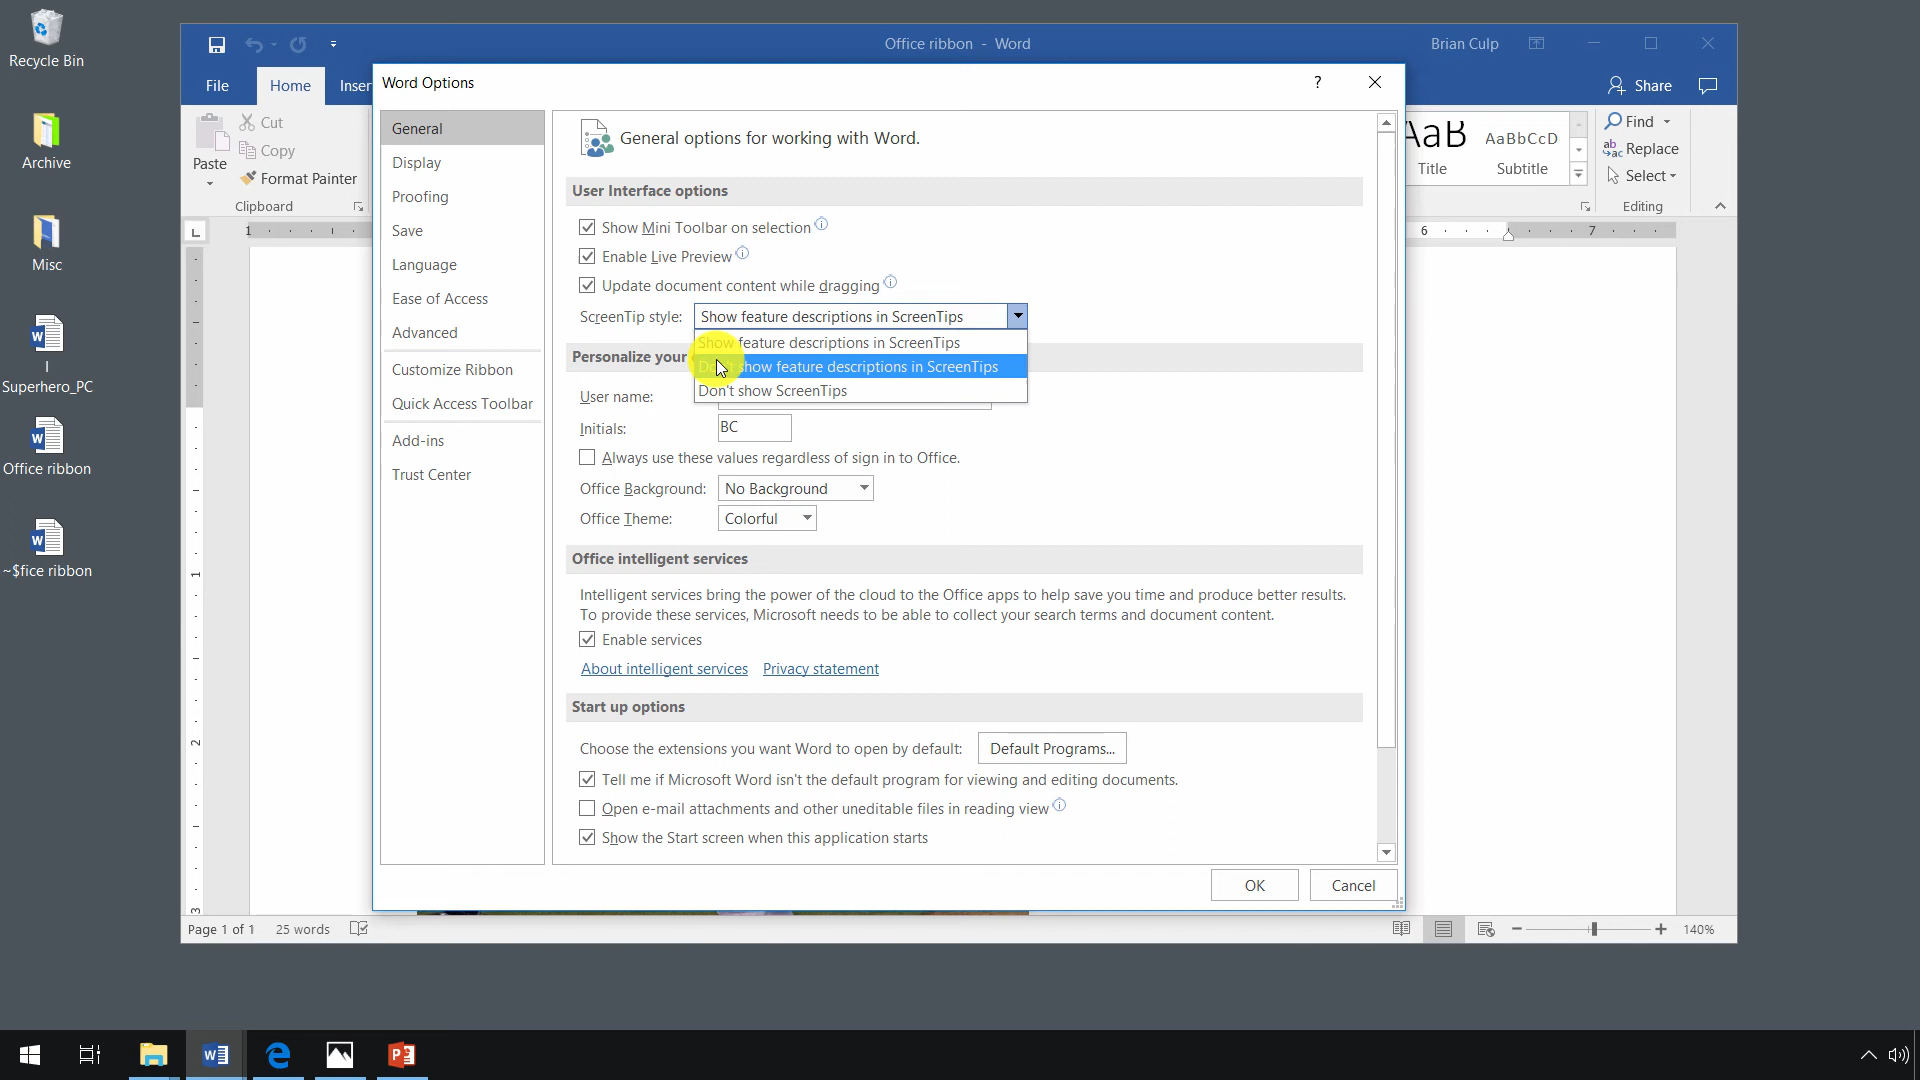 Recycle Bin
Archive
Misc
I
Superhero_PC
Office ribbon
~$fice ribbon
Office ribbon - Word
Brian Culp
File
Home
Inser
Share
Paste
Cut
Copy
Format Painter
Clipboard
AaB
Title
AaBbCcD
Subtitle
Find
Replace
Select
Editing
1
6
7
1
2
3
Word Options
?
General
Display
Proofing
Save
Language
Ease of Access
Advanced
Customize Ribbon
Quick Access Toolbar
Add-ins
Trust Center
General options for working with Word.
User Interface options
Show Mini Toolbar on selection
Enable Live Preview
Update document content while dragging
ScreenTip style: Show feature descriptions in ScreenTips
Show feature descriptions in ScreenTips
Don't show feature descriptions in ScreenTips
Don't show ScreenTips
Personalize your
User name:
Initials: BC
Always use these values regardless of sign in to Office.
Office Background: No Background
Office Theme: Colorful
Office intelligent services
Intelligent services bring the power of the cloud to the Office apps to help save you time and produce better results.
To provide these services, Microsoft needs to be able to collect your search terms and document content.
Enable services
About intelligent services Privacy statement
Start up options
Choose the extensions you want Word to open by default: Default Programs...
Tell me if Microsoft Word isn't the default program for viewing and editing documents.
Open e-mail attachments and other uneditable files in reading view
Show the Start screen when this application starts
OK Cancel
Page 1 of 1 25 words
140%